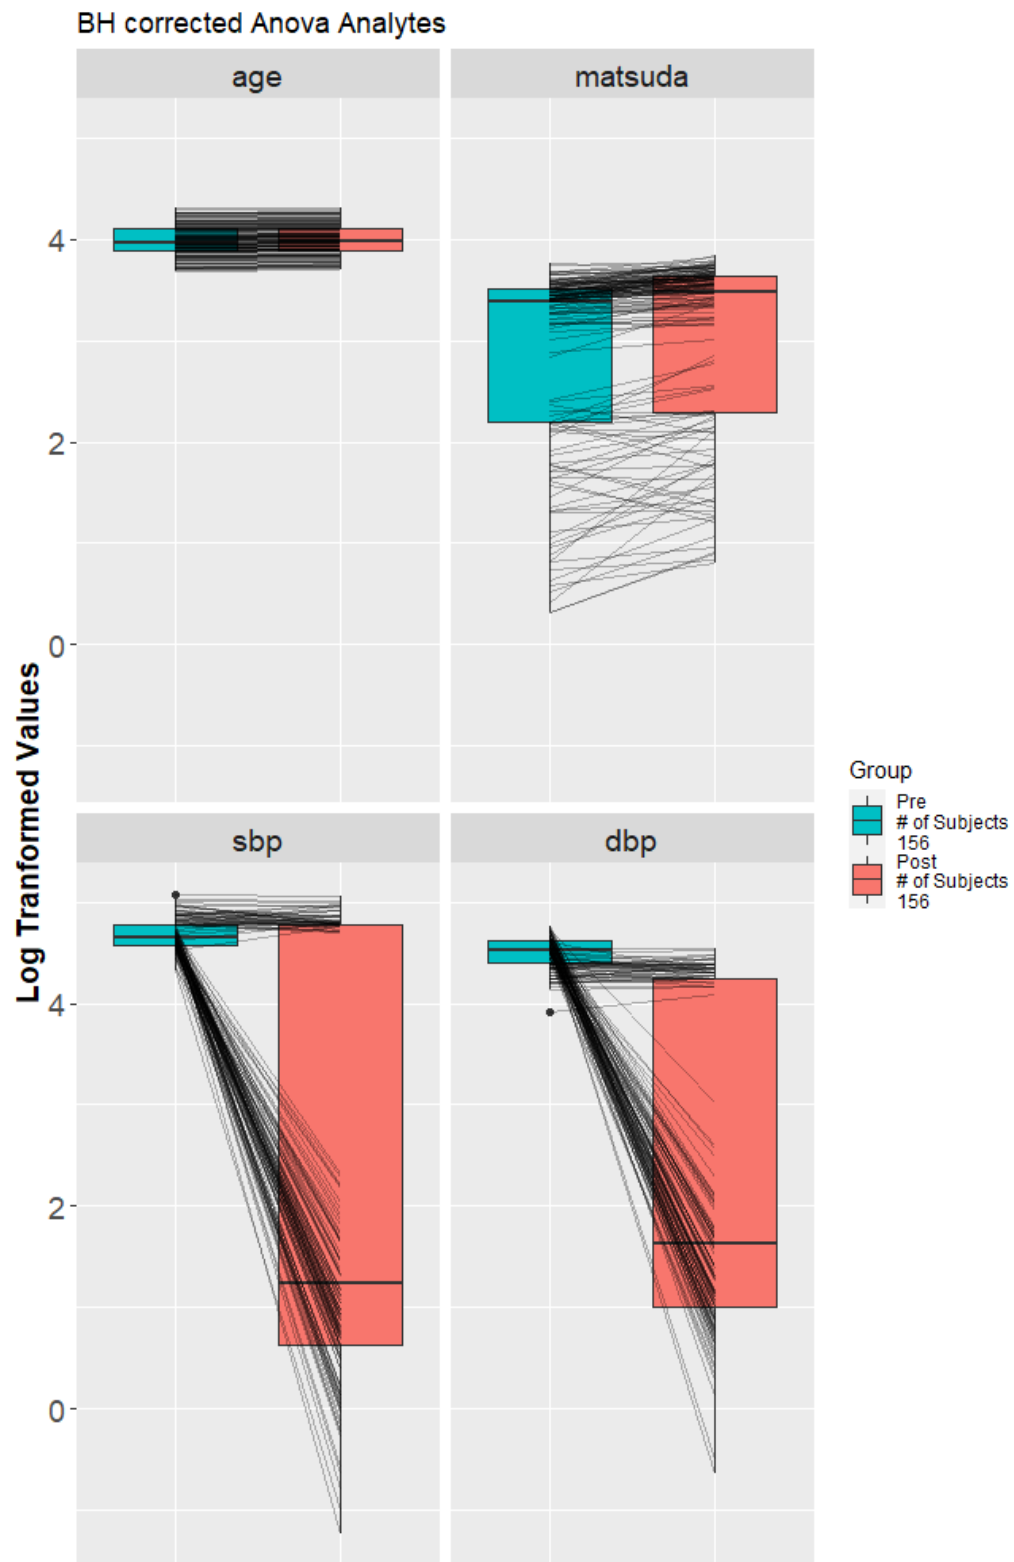 BH corrected Anova Analytes
age
matsuda
4
2
0
Log Tranformed Values
sbp
dbp
4
2
0
Group
Pre
# of Subjects
156
Post
# of Subjects
156